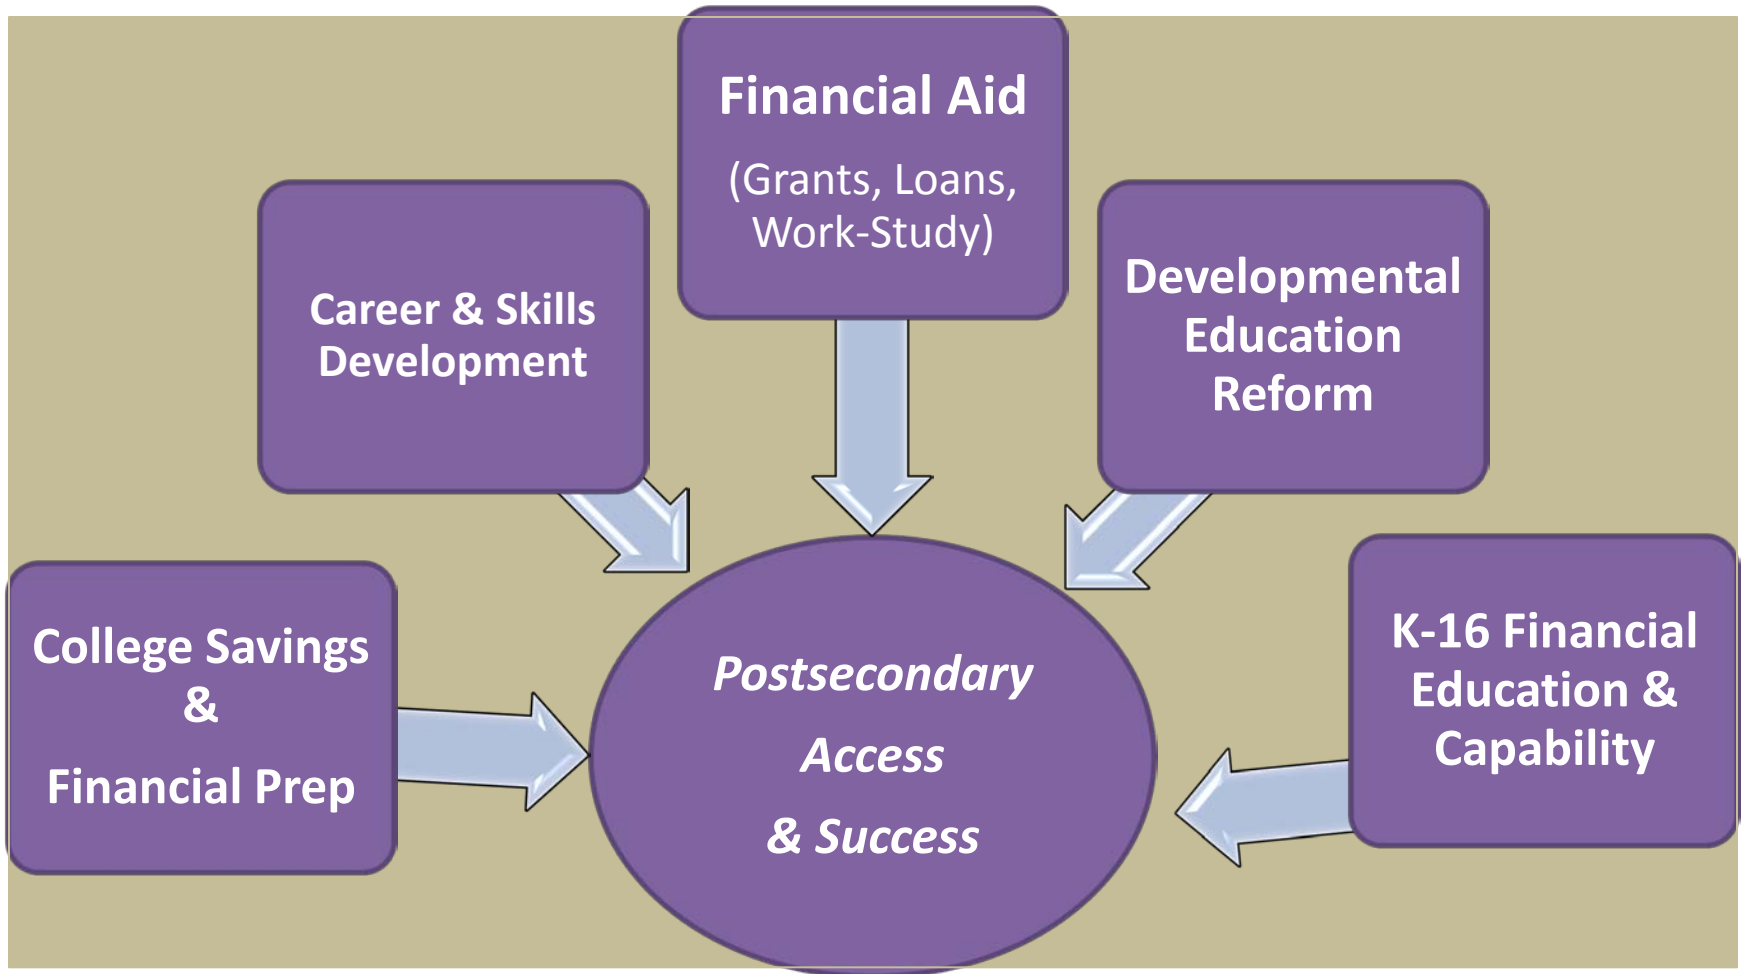 Financial Aid
(Grants, Loans,
Work-Study)
Career & Skills
Development
Developmental
Education
Reform
College Savings
&
Financial Prep
K-16 Financial
Education &
Capability
Postsecondary
Access
& Success